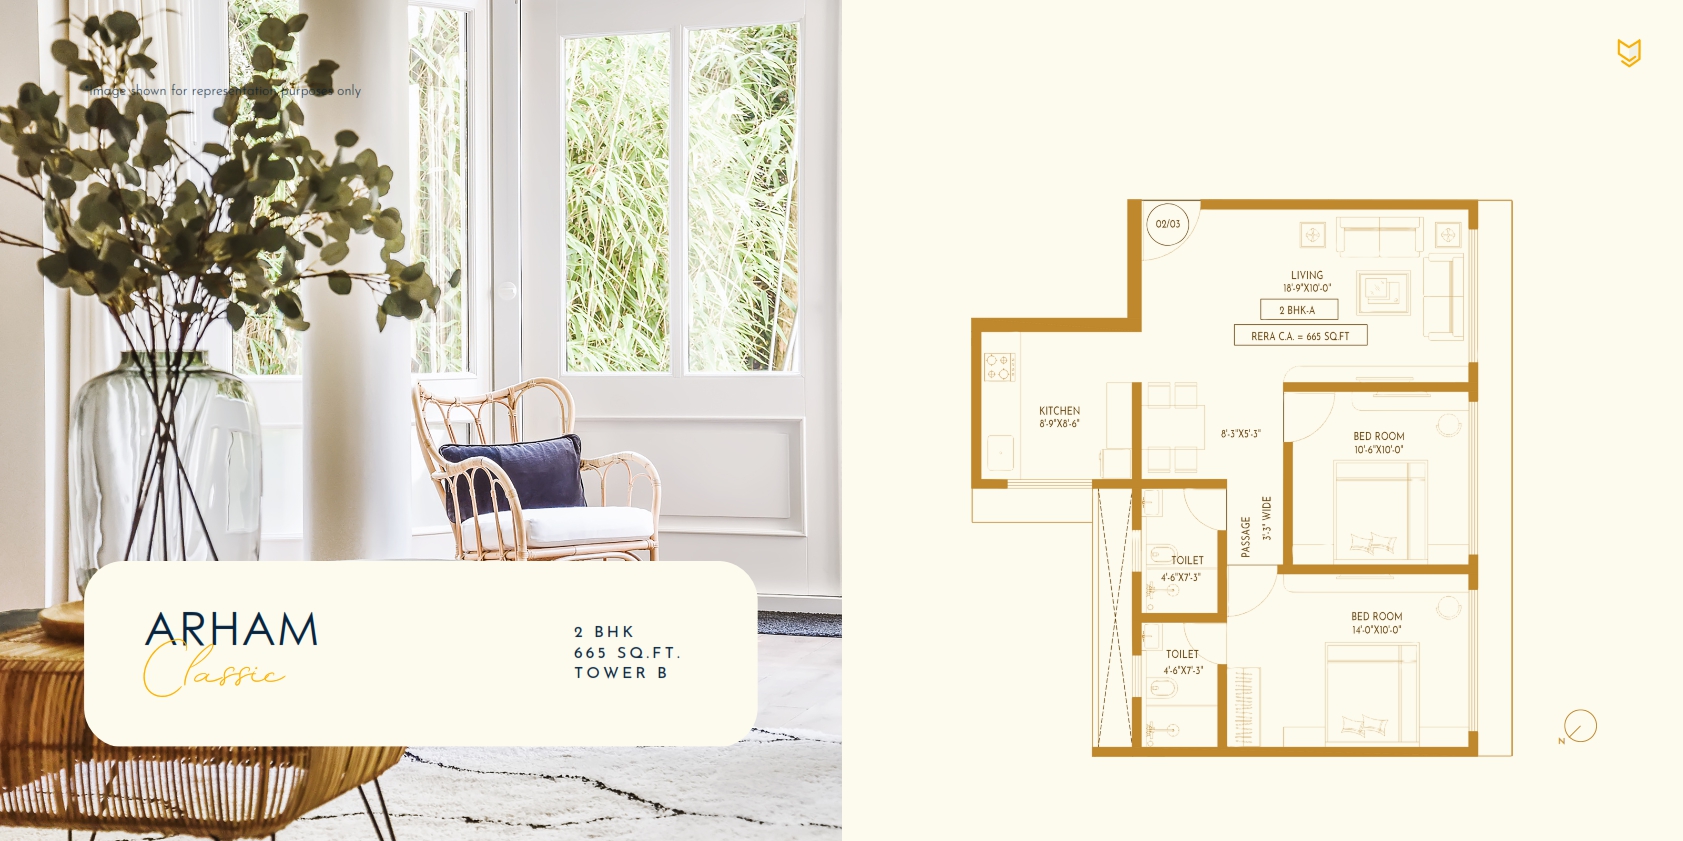 *Image shown for representation purposes only
ARHAM
Classic
2 BHK
665 SQ.FT.
TOWER B
02/03
LIVING
18'-9"X10'-0"
2 BHK-A
RERA C.A. = 665 SQ.FT
KITCHEN
8'-9"X8'-6"
8'-3"X5'-3"
BED ROOM
10'-6"X10'-0"
PASSAGE
3'-3" WIDE
TOILET
4'-6"X7'-3"
BED ROOM
14'-0"X10'-0"
TOILET
4'-6"X7'-3"
N